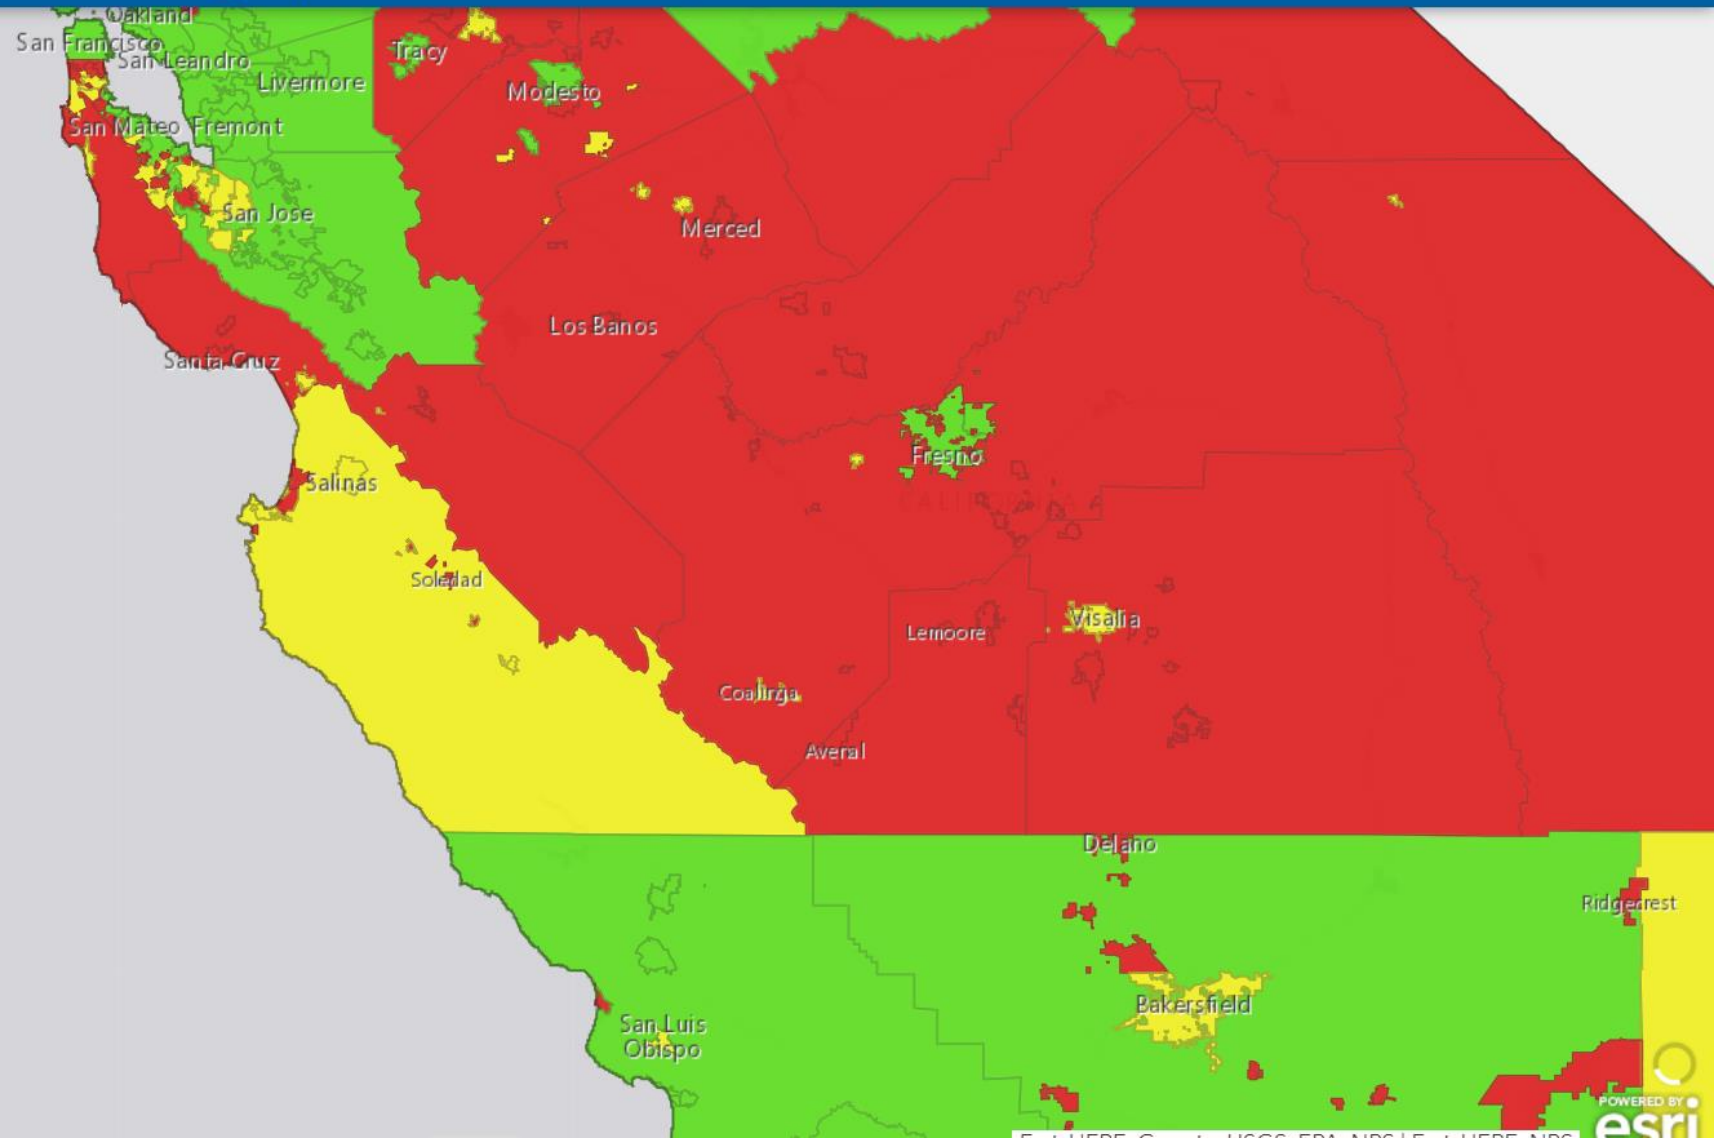 Oakland
San Francisco
San Leandro
Tracy
Livermore
Modesto
San Mateo Fremont
San Jose
Merced
Los Banos
Santa Cruz
Fresno
CALIFORNIA
Salinas
Soledad
Visalia
Lemoore
Coalinga
Avenal
Delano
Ridgecrest
Bakersfield
San Luis
Obispo
POWERED BY
esri